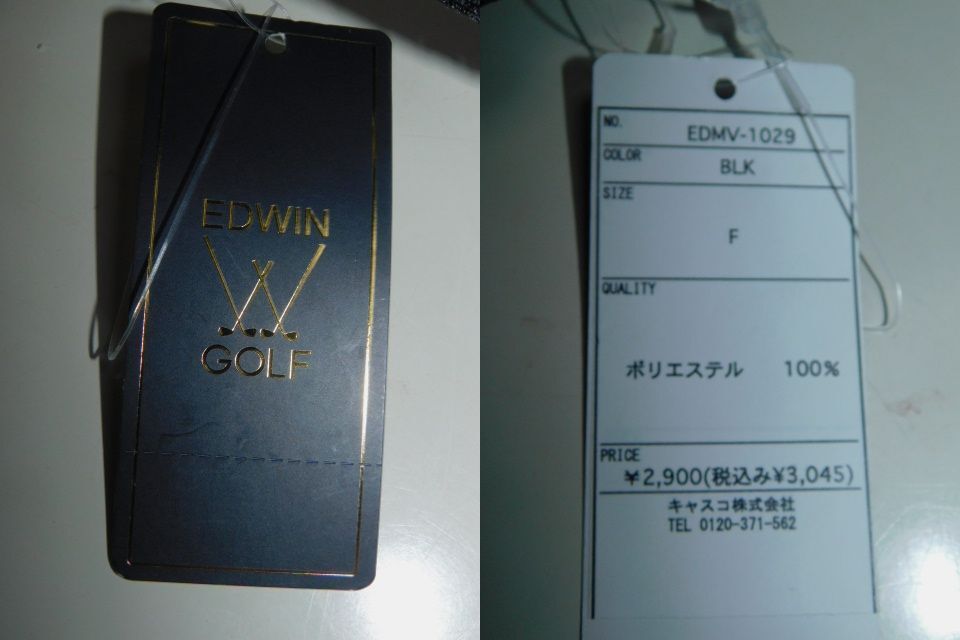 EDWIN
GOLF
NO.
EDMV-1029
COLOR
BLK
SIZE
F
QUALITY
ポリエステル 100%
PRICE
¥2,900(税込み¥3,045)
キャスコ株式会社
TEL 0120-371-562